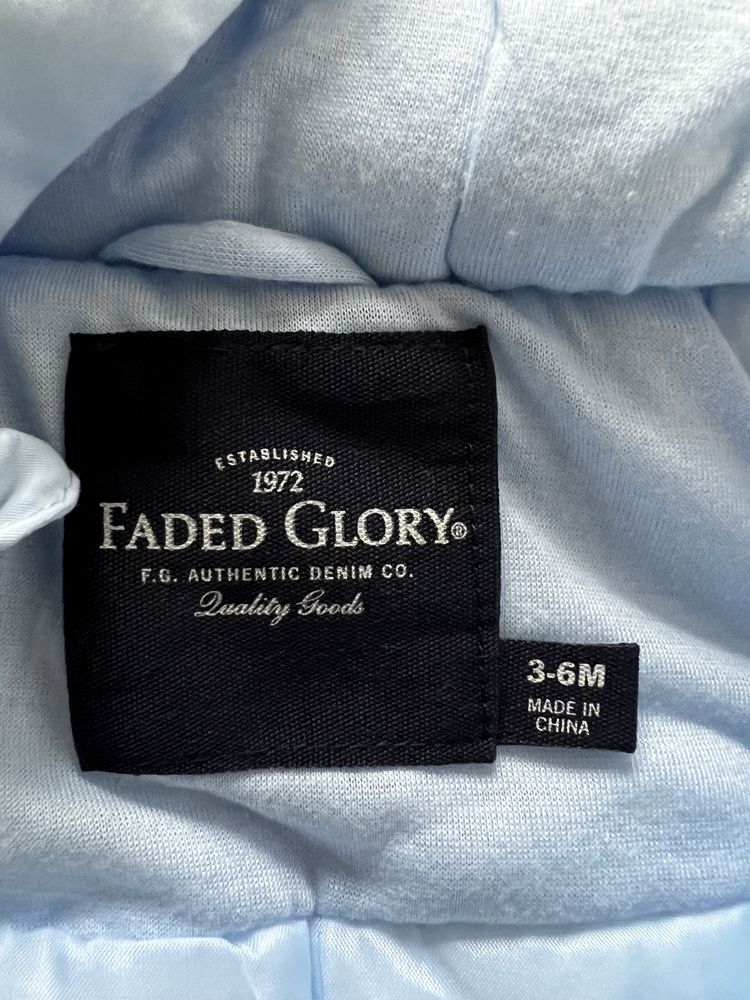 ESTABLISHED
1972
FADED GLORY®
F.G. AUTHENTIC DENIM CO.
Quality Goods
3-6M
MADE IN
CHINA